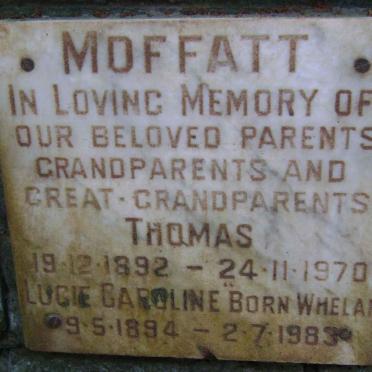 MOFFATT
IN LOVING MEMORY OF
OUR BELOVED PARENTS
GRANDPARENTS AND
GREAT-GRANDPARENTS
THOMAS
19·12·1892 – 24·11·1970
LUCIE CAROLINE BORN WHELAN
9·5·1894 – 2·7·1983